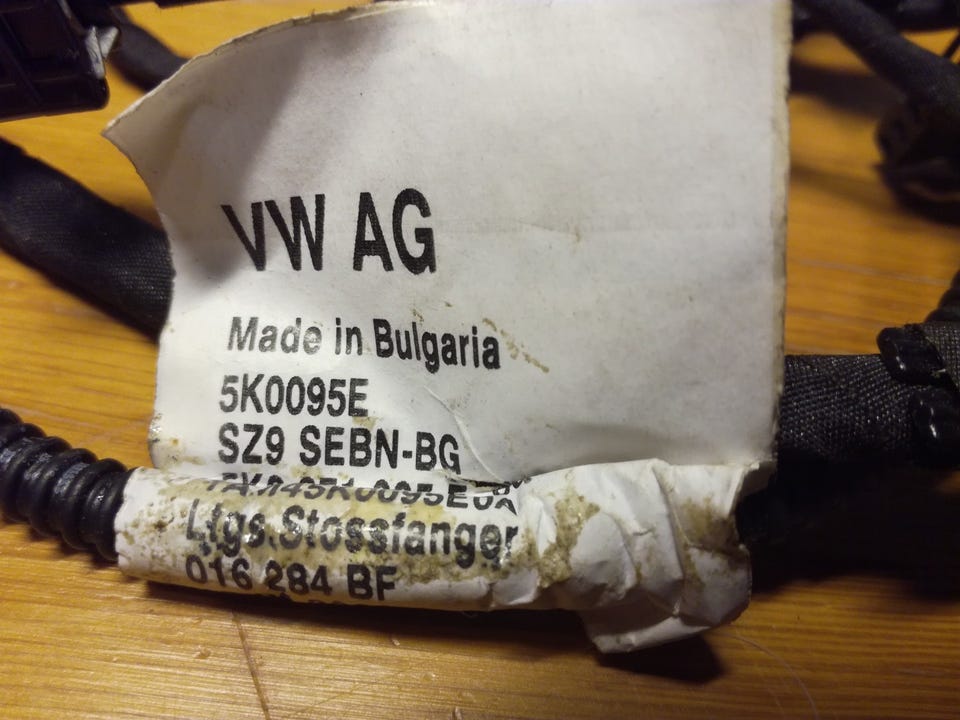 VW AG
Made in Bulgaria
5K0095E
SZ9 SEBN-BG
Ltgs.Stossfanger
016 284 BF